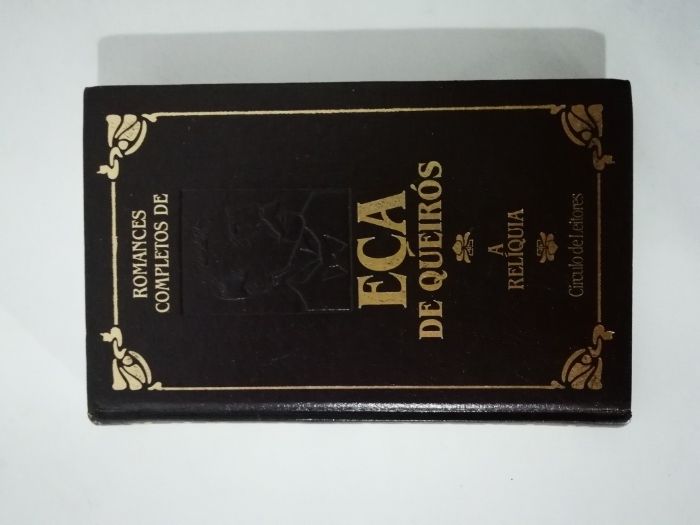 ROMANCES
COMPLETOS DE
EÇA
DE QUEIRÓS
A
RELÍQUIA
Círculo de Leitores